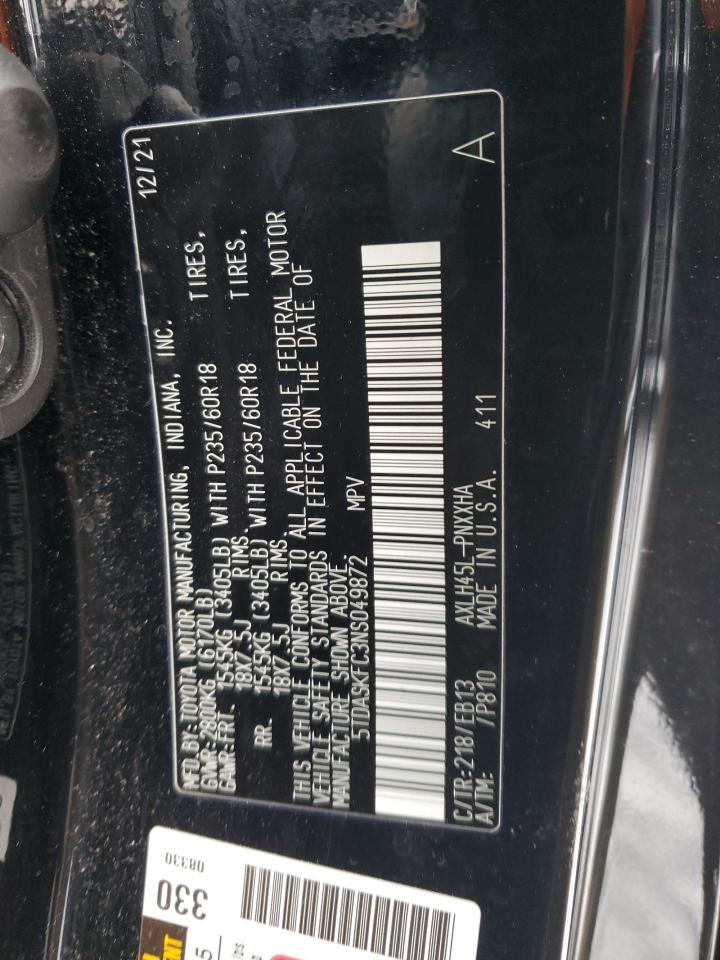 12/21
MFD.BY: TOYOTA MOTOR MANUFACTURING, INDIANA, INC.
GVWR: 2800KG (6170LB)
GAWR: FRT. 1545KG (3405LB) WITH P235/60R18 TIRES,
18X7.5J RIMS.
RR. 1545KG (3405LB) WITH P235/60R18 TIRES,
18X7.5J RIMS.
THIS VEHICLE CONFORMS TO ALL APPLICABLE FEDERAL MOTOR
VEHICLE SAFETY STANDARDS IN EFFECT ON THE DATE OF
MANUFACTURE SHOWN ABOVE.
5TDASKFC3NS049872 MPV
C/TR: 218/EB13 AXLH45L-PNXXHA
A/TM: /P810 MADE IN U.S.A. 411 A
330
08330